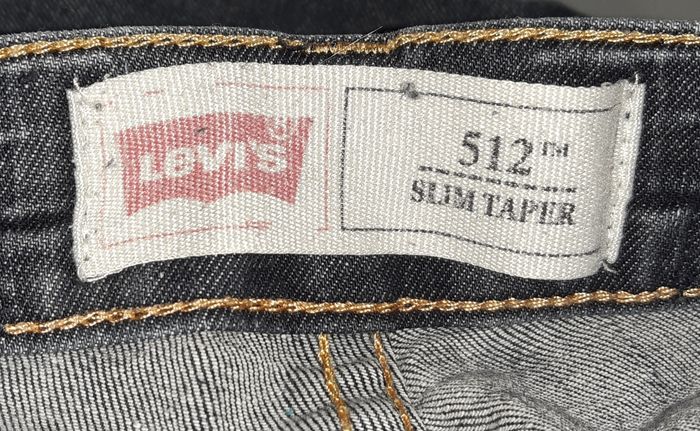 LEVI'S ®
512™
SLIM TAPER